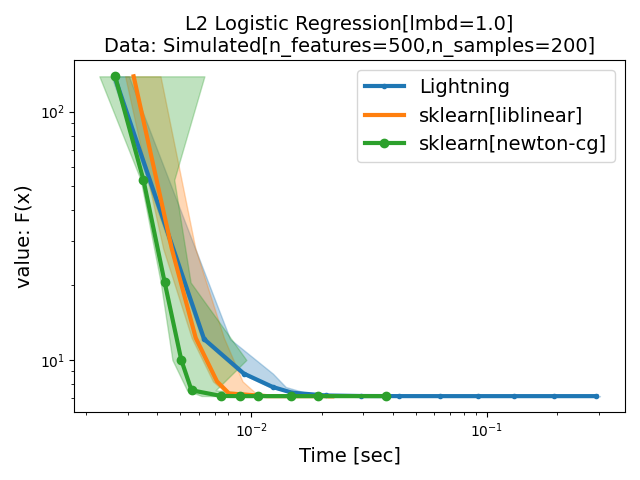 L2 Logistic Regression[lmbd=1.0]
Data: Simulated[n_features=500,n_samples=200]
Lightning
sklearn[liblinear]
sklearn[newton-cg]
10²
10¹
value: F(x)
10⁻²
10⁻¹
Time [sec]